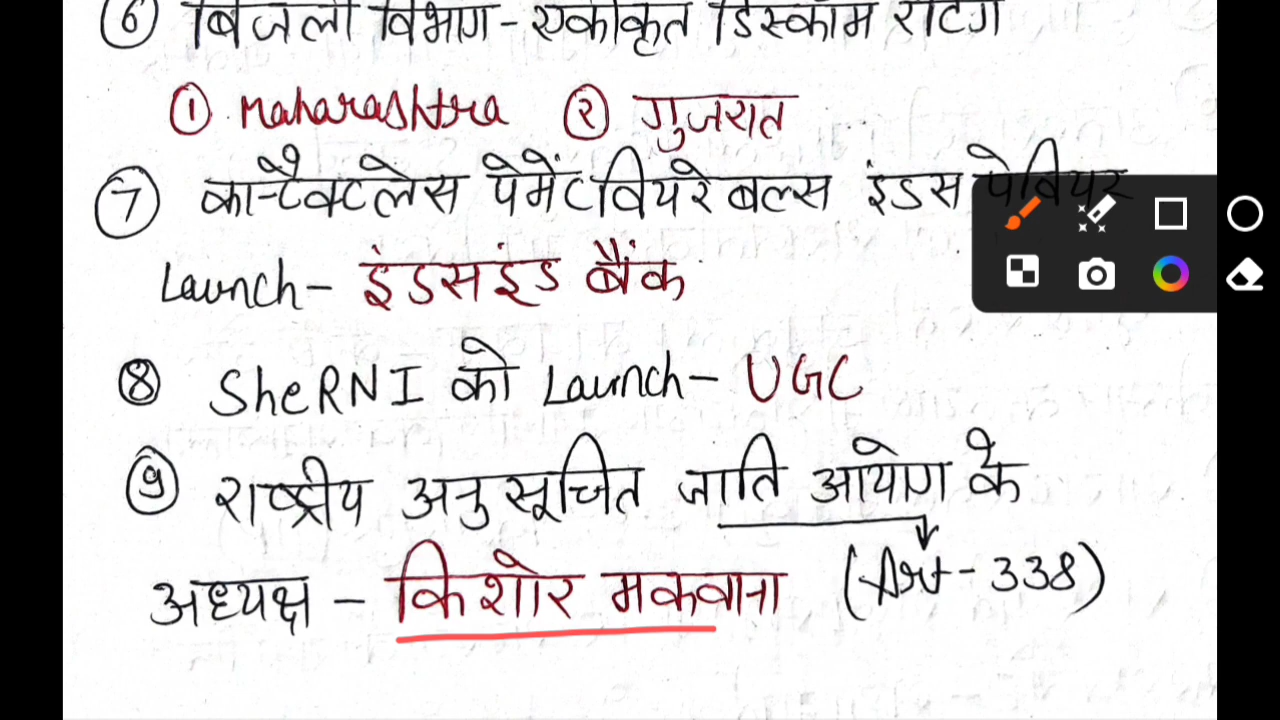 ⑥ बिजली विभाग - एकीकृत डिस्कॉम रेटिंग
① Maharashtra ② गुजरात
⑦ कान्टैक्टलेस पेमेंट वियरेबल्स इंडस पेवियर
Launch - इंडसइंड बैंक
⑧ SheRNI को Launch - UGC
⑨ राष्ट्रीय अनुसूचित जाति आयोग के
अध्यक्ष - किशोर मकवाना (Art - 338)